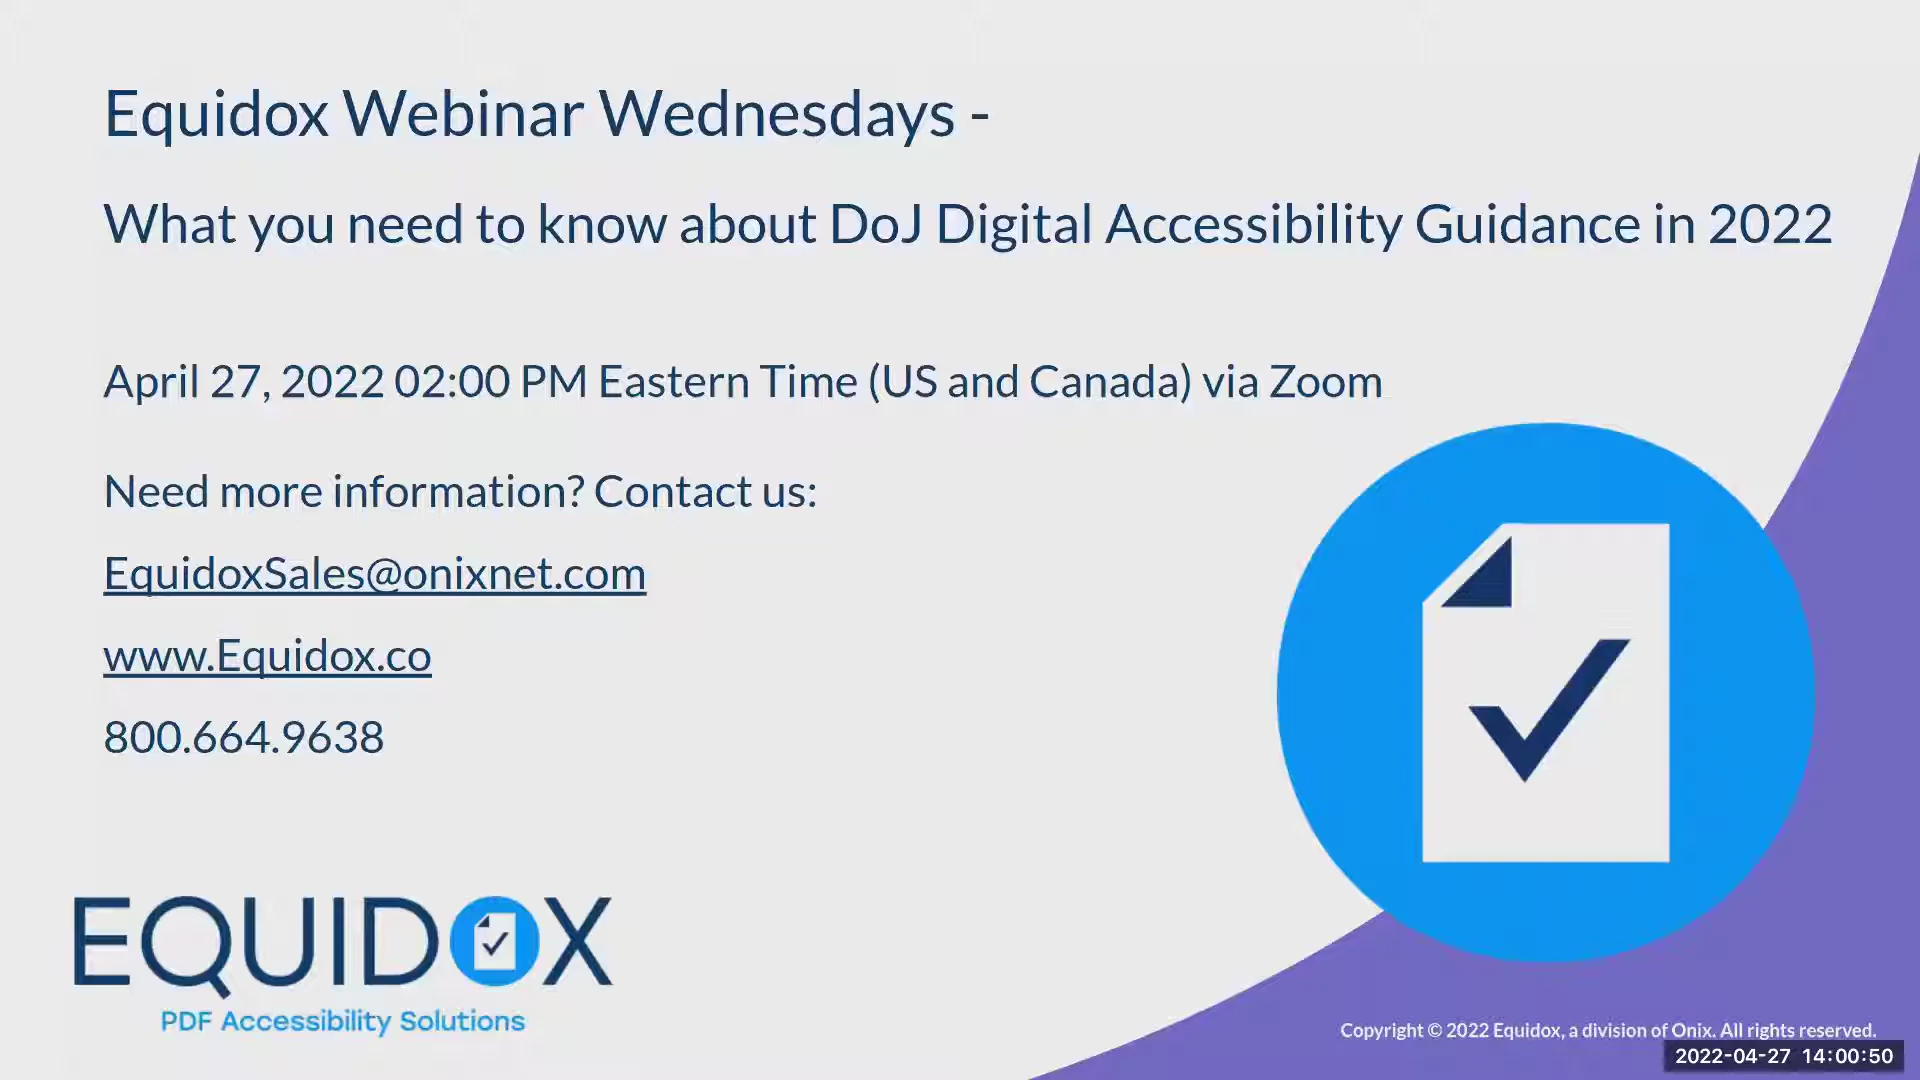 Equidox Webinar Wednesdays -
What you need to know about DoJ Digital Accessibility Guidance in 2022
April 27, 2022 02:00 PM Eastern Time (US and Canada) via Zoom
Need more information? Contact us:
EquidoxSales@onixnet.com
www.Equidox.co
800.664.9638
EQUIDOX
PDF Accessibility Solutions
Copyright © 2022 Equidox, a division of Onix. All rights reserved.
2022-04-27 14:00:50